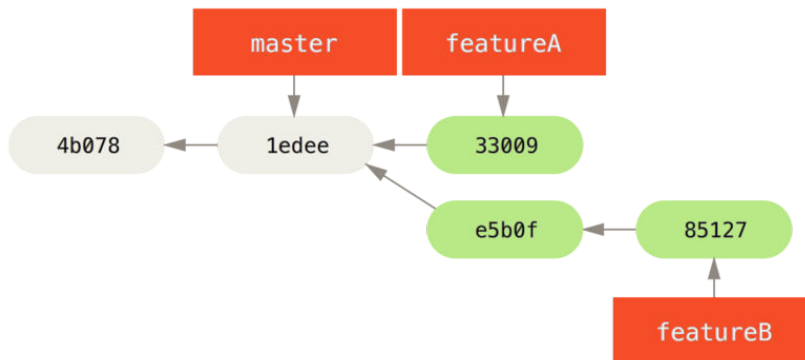 master
featureA
4b078
1edee
33009
e5b0f
85127
featureB